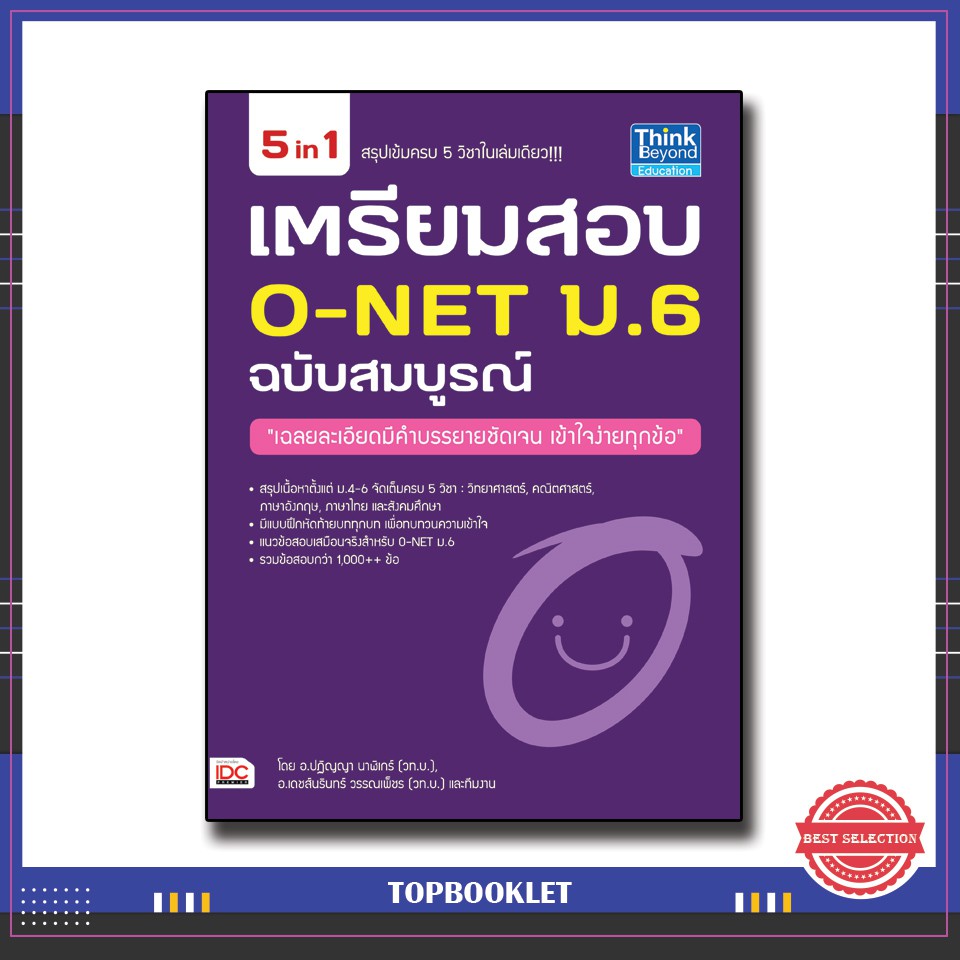 5 in 1
สรุปเข้มครบ 5 วิชาในเล่มเดียว!!!
Think
Beyond
Education
เตรียมสอบ
O-NET ม.6
ฉบับสมบูรณ์
"เฉลยละเอียดมีคำบรรยายชัดเจน เข้าใจง่ายทุกข้อ"
• สรุปเนื้อหาตั้งแต่ ม.4-6 จัดเต็มครบ 5 วิชา : วิทยาศาสตร์, คณิตศาสตร์,
ภาษาอังกฤษ, ภาษาไทย และสังคมศึกษา
• มีแบบฝึกหัดท้ายบททุกบท เพื่อทบทวนความเข้าใจ
• แนวข้อสอบเสมือนจริงสำหรับ O-NET ม.6
• รวมข้อสอบกว่า 1,000++ ข้อ
IDC
PREMIER
โดย อ.ปฏิญญา นาฬิเกร์ (วท.บ.),
อ.เดชสันรินทร์ วรรณเพ็ชร (วท.บ.) และทีมงาน
BEST SELECTION
TOPBOOKLET